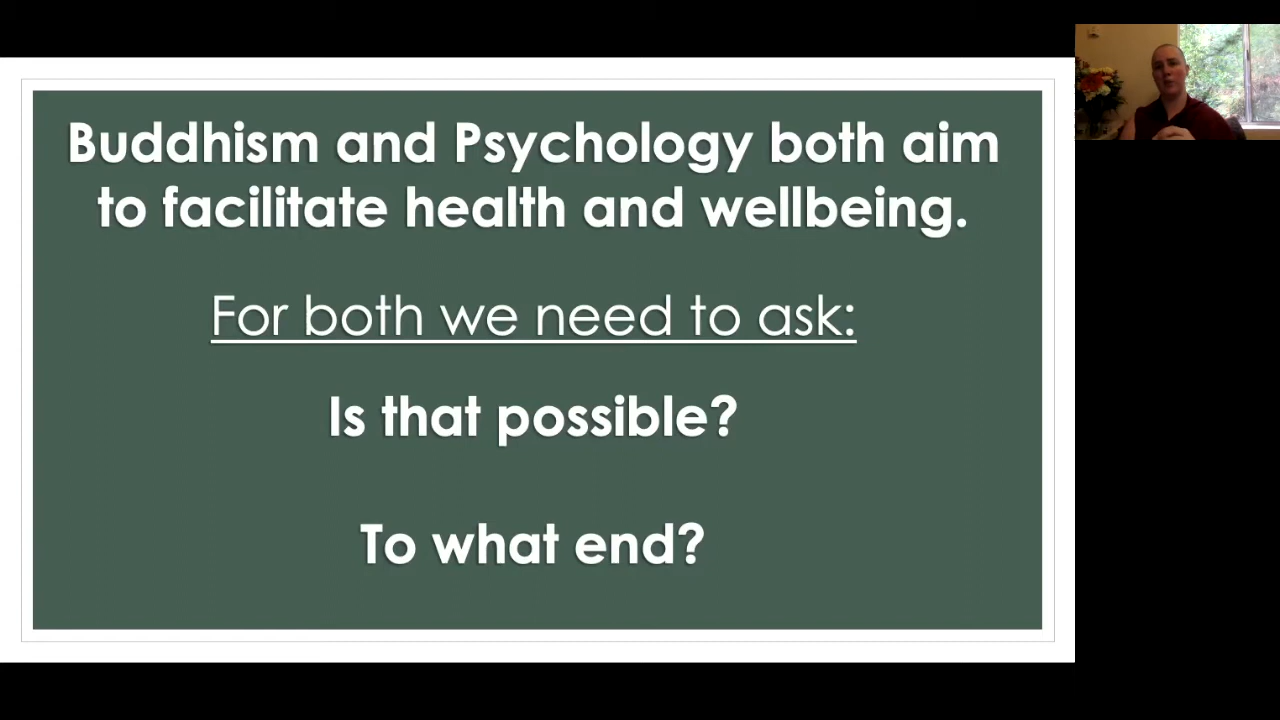 Buddhism and Psychology both aim
to facilitate health and wellbeing.
For both we need to ask:
Is that possible?
To what end?